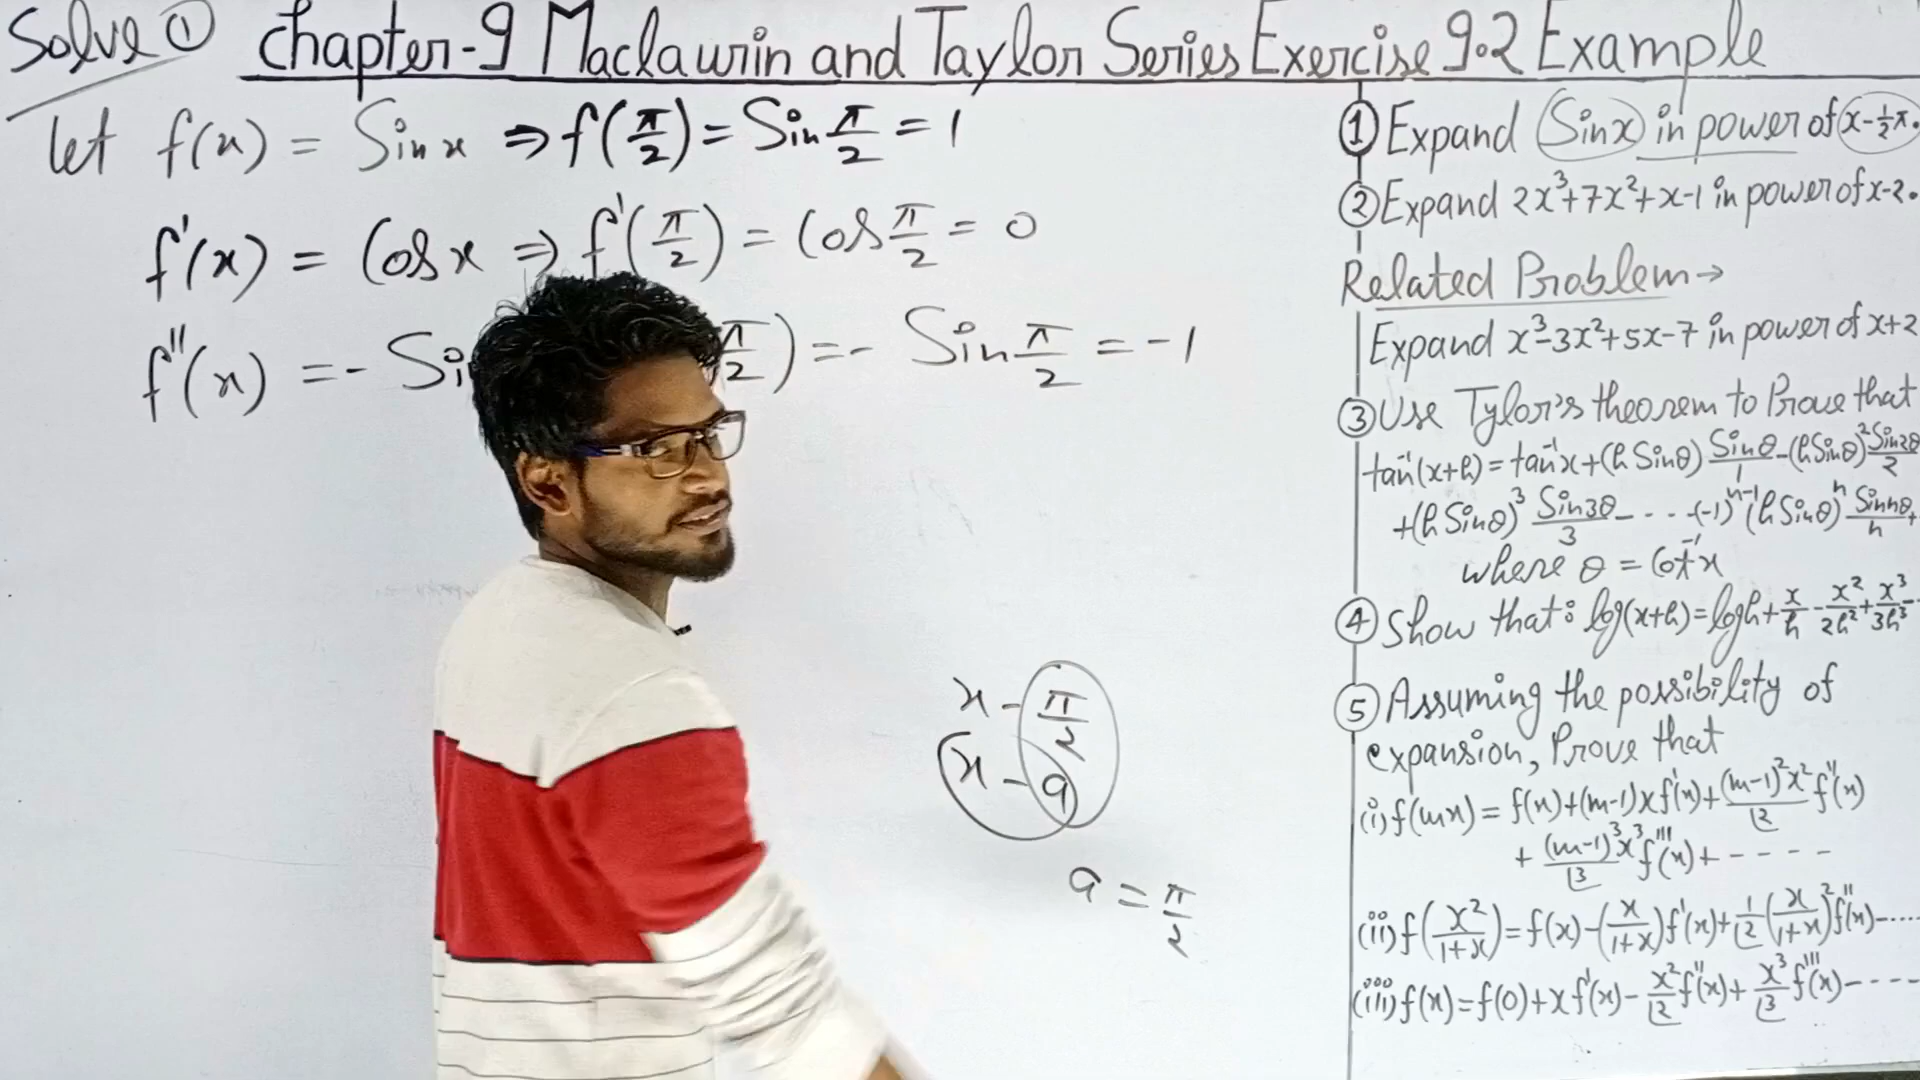 Solve ① Chapter-9 Maclaurin and Taylor Series Exercise 9.2 Example
let f(x) = Sin x ⇒ f(π/2) = Sin π/2 = 1
f'(x) = Cos x ⇒ f'(π/2) = Cos π/2 = 0
f''(x) = - Si π/2) = - Sin π/2 = -1
x - π/2
x - a
a = π/2
① Expand Sinx in power of x-½π.
② Expand 2x³+7x²+x-1 in power of x-2.
Related Problem→
Expand x³-3x²+5x-7 in power of x+2
③ Use Tylor's theorem to Prove that
tan⁻¹(x+h) = tan⁻¹x + (h Sinθ) Sinθ/1 - (h Sinθ)² Sin2θ/2
+ (h Sinθ)³ Sin3θ/3 - - - - (-1)ⁿ⁻¹ (h Sinθ)ⁿ Sin nθ/n +
where θ = Cot⁻¹x
④ Show that: log(x+h) = log h + x/h - x²/2h² + x³/3h³ - -
⑤ Assuming the possibility of
expansion, Prove that
(i) f(mx) = f(x) + (m-1)x f'(x) + (m-1)²x²/|2 f''(x)
+ (m-1)³x³/|3 f'''(x) + - - - -
(ii) f(x²/1+x) = f(x) - (x/1+x) f'(x) + 1/|2 (x/1+x)² f''(x) - ....
(iii) f(x) = f(0) + x f'(x) - x²/|2 f''(x) + x³/|3 f'''(x) - - - -